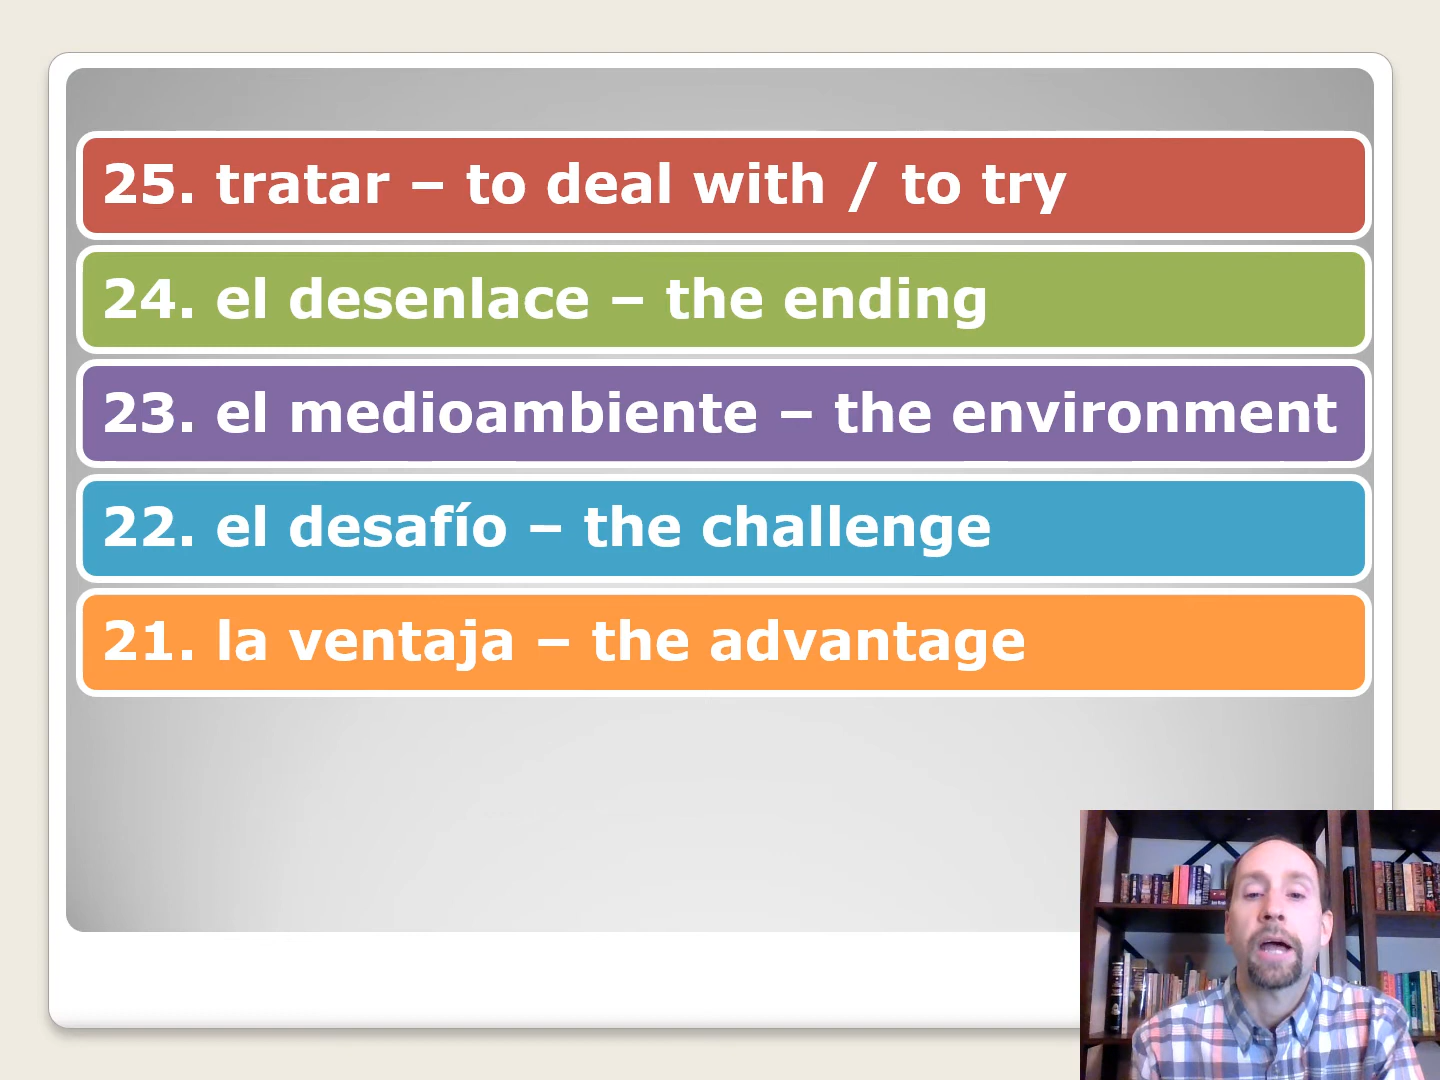 25. tratar – to deal with / to try
24. el desenlace – the ending
23. el medioambiente – the environment
22. el desafío – the challenge
21. la ventaja – the advantage